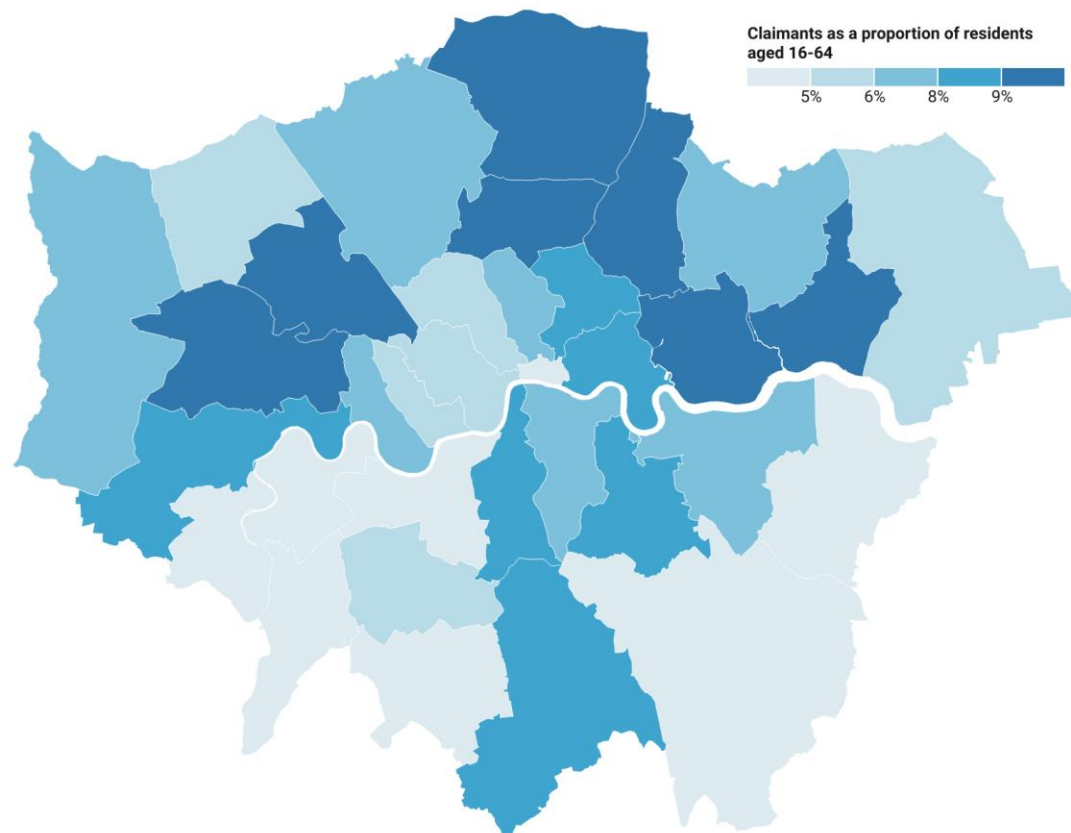 Claimants as a proportion of residents
aged 16-64
5% 6% 8% 9%